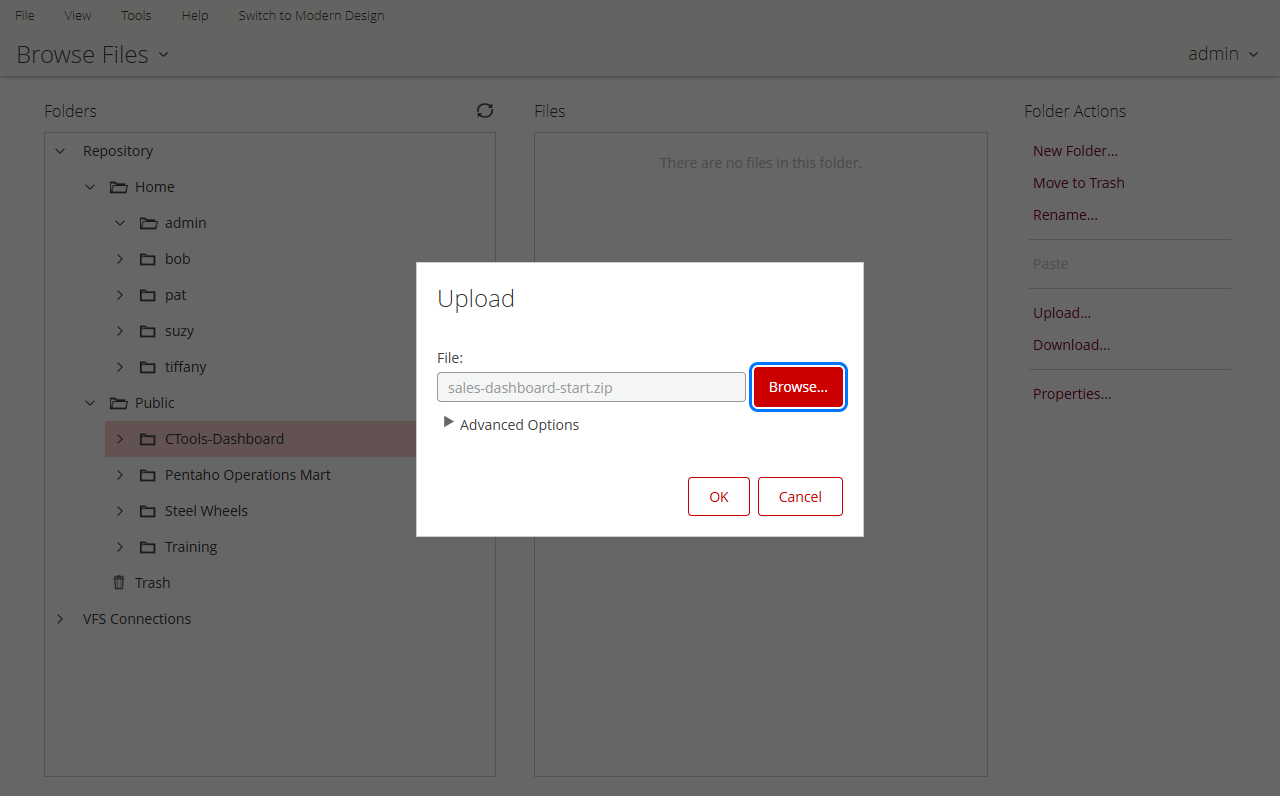 File View Tools Help Switch to Modern Design
Browse Files
admin
Folders
Repository
Home
admin
bob
pat
suzy
tiffany
Public
CTools-Dashboard
Pentaho Operations Mart
Steel Wheels
Training
Trash
VFS Connections
Files
There are no files in this folder.
Upload
File:
sales-dashboard-start.zip
Browse...
Advanced Options
OK Cancel
Folder Actions
New Folder...
Move to Trash
Rename...
Paste
Upload...
Download...
Properties...